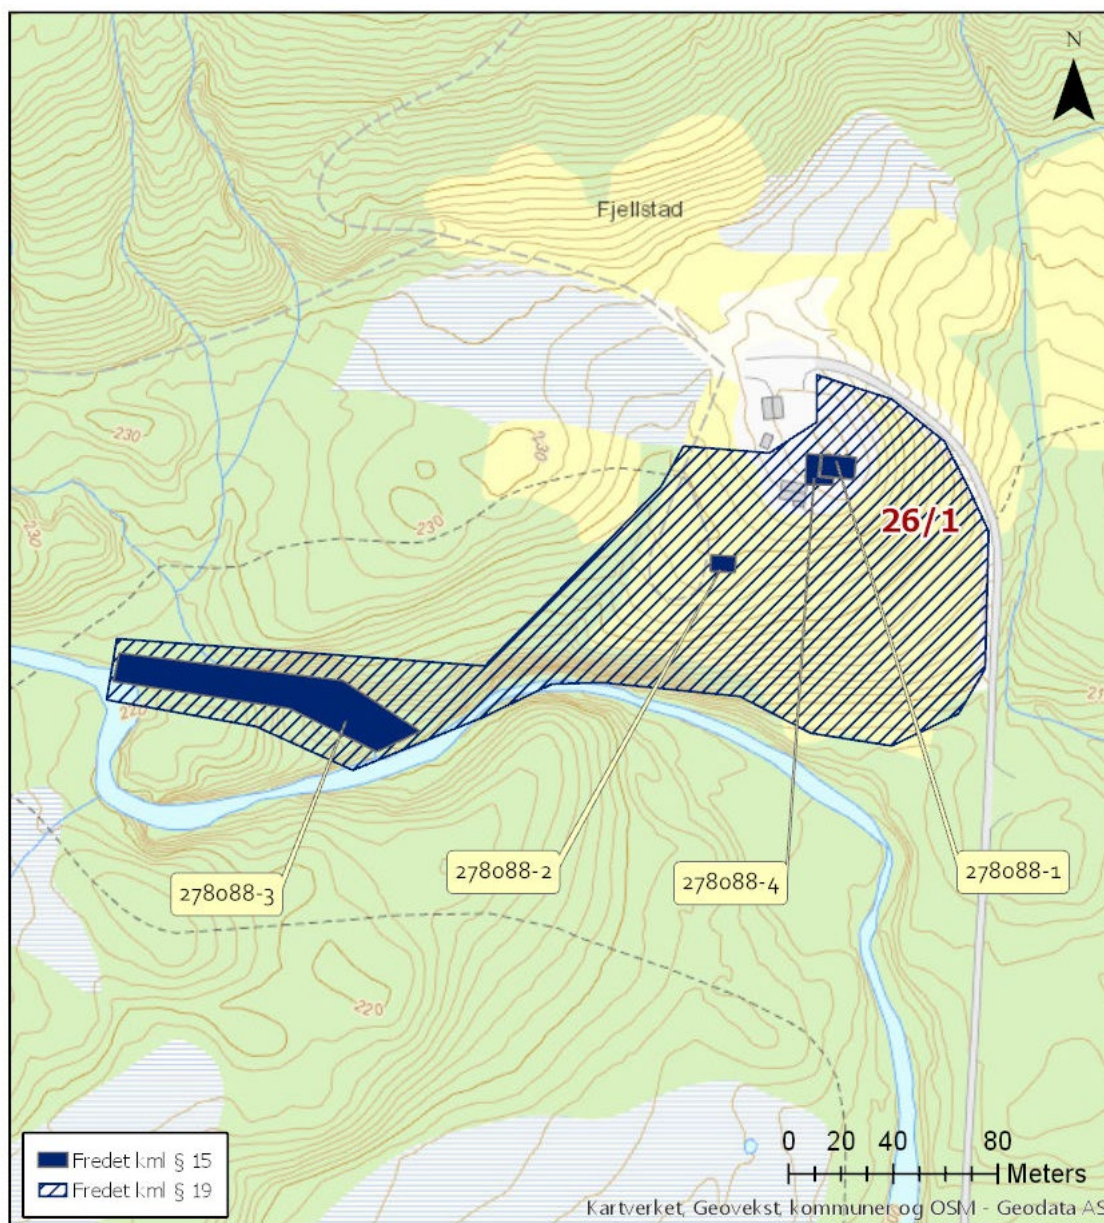 N
Fjellstad
230
230
230
230
26/1
220
21
278088-2
278088-4
278088-1
278088-3
220
Fredet kml § 15
Fredet kml § 19
0 20 40 80
Meters
Kartverket, Geovekst, kommuner og OSM - Geodata AS